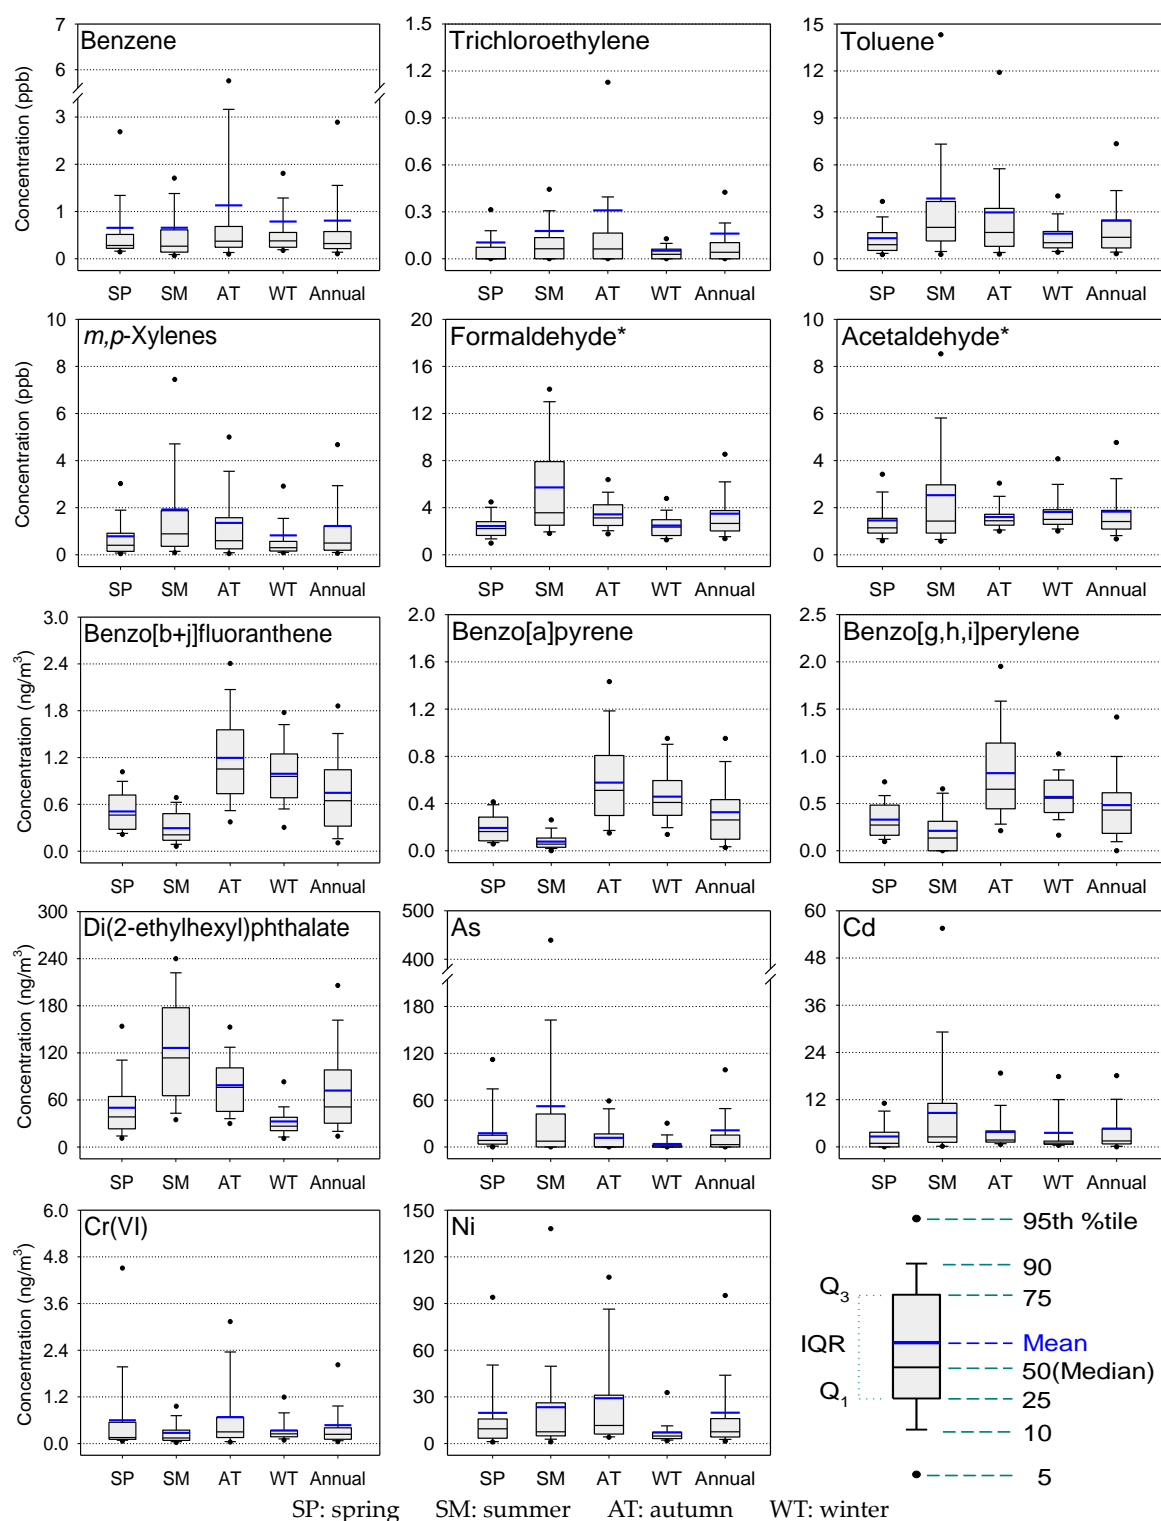 Benzene
Concentration (ppb)
7
6
3
2
1
0
SP SM AT WT Annual
Trichloroethylene
1.5
1.2
0.9
0.6
0.3
0.0
SP SM AT WT Annual
Toluene
15
12
9
6
3
0
SP SM AT WT Annual
m,p-Xylenes
Concentration (ppb)
10
8
6
4
2
0
SP SM AT WT Annual
Formaldehyde*
20
16
12
8
4
0
SP SM AT WT Annual
Acetaldehyde*
10
8
6
4
2
0
SP SM AT WT Annual
Benzo[b+j]fluoranthene
Concentration (ng/m³)
3.0
2.4
1.8
1.2
0.6
0.0
SP SM AT WT Annual
Benzo[a]pyrene
2.0
1.6
1.2
0.8
0.4
0.0
SP SM AT WT Annual
Benzo[g,h,i]perylene
2.5
2.0
1.5
1.0
0.5
0.0
SP SM AT WT Annual
Di(2-ethylhexyl)phthalate
Concentration (ng/m³)
300
240
180
120
60
0
SP SM AT WT Annual
As
500
400
180
120
60
0
SP SM AT WT Annual
Cd
60
48
36
24
12
0
SP SM AT WT Annual
Cr(VI)
Concentration (ng/m³)
6.0
4.8
3.6
2.4
1.2
0.0
SP SM AT WT Annual
Ni
150
120
90
60
30
0
SP SM AT WT Annual
95th %tile
90
Q3 75
IQR Mean
50(Median)
Q1 25
10
5
SP: spring SM: summer AT: autumn WT: winter